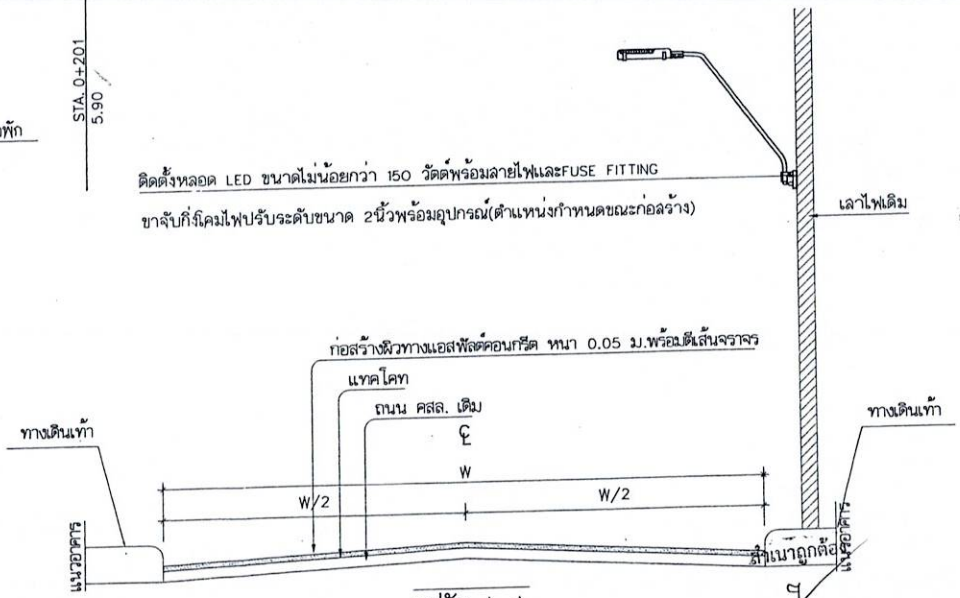 STA. 0+201
5.90
ติดตั้งหลอด LED ขนาดไม่น้อยกว่า 150 วัตต์พร้อมสายไฟและFUSE FITTING
ขาจับกิ่งโคมไฟปรับระดับขนาด 2นิ้วพร้อมอุปกรณ์(ตำแหน่งกำหนดขณะก่อสร้าง)
เสาไฟเดิม
ก่อสร้างผิวทางแอสฟัลต์คอนกรีต หนา 0.05 ม.พร้อมตีเส้นจราจร
แทคโคท
ถนน คสล. เดิม
ทางเดินเท้า
ทางเดินเท้า
W
W/2
W/2
แนวอาคาร
แนวอาคาร
สำเนาถูกต้อง